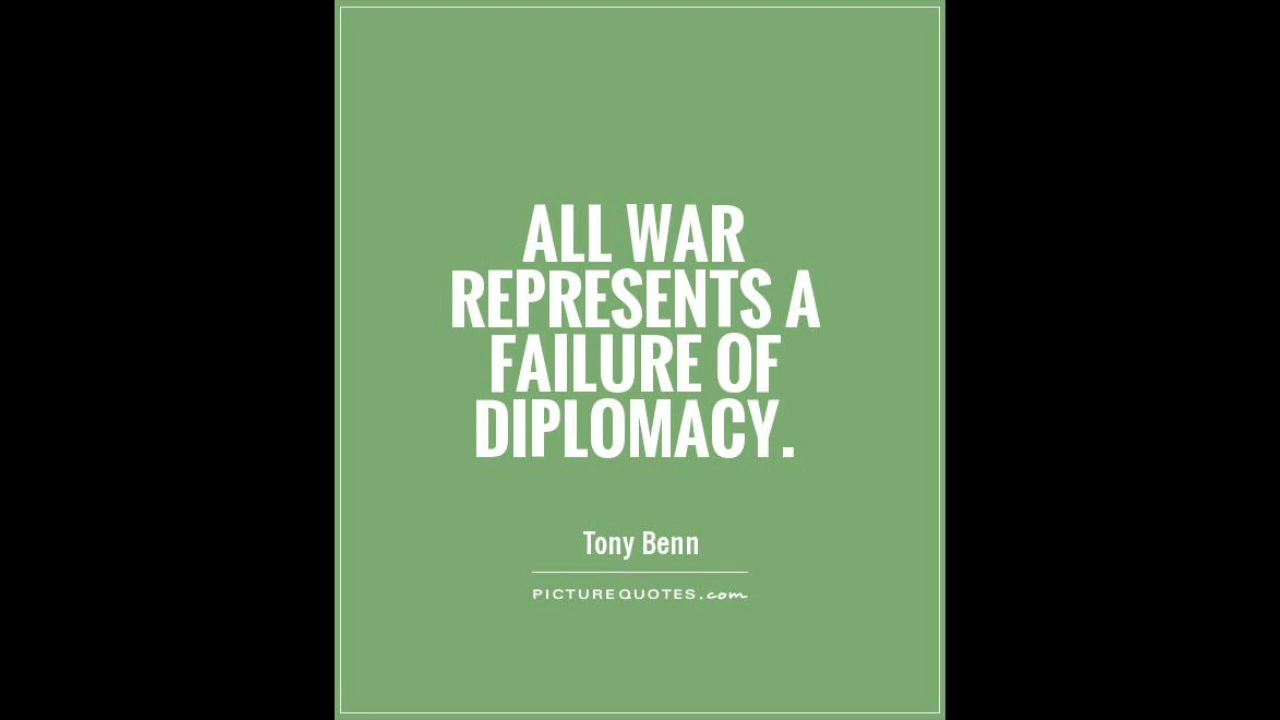 ALL WAR
REPRESENTS A
FAILURE OF
DIPLOMACY.
Tony Benn
PICTUREQUOTES.com